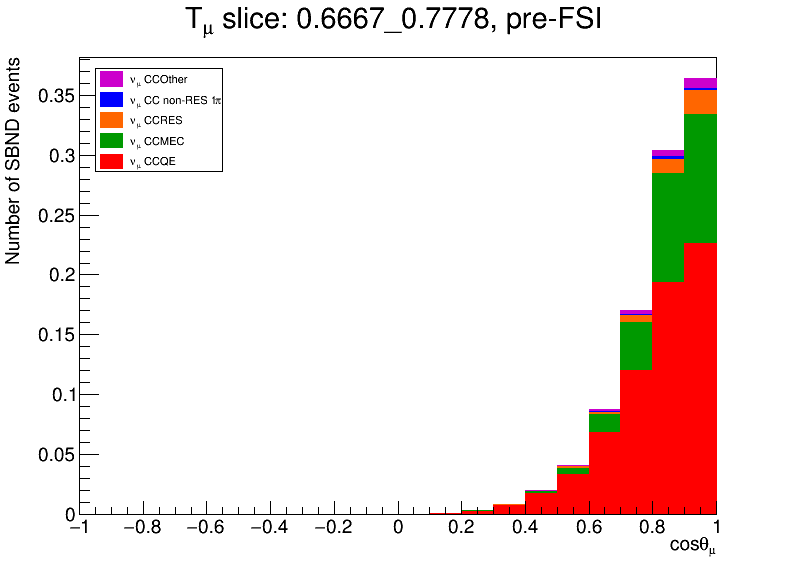 Tμ slice: 0.6667_0.7778, pre-FSI
Number of SBND events
νμ CCOther
νμ CC non-RES 1π
νμ CCRES
νμ CCMEC
νμ CCQE
0.35
0.3
0.25
0.2
0.15
0.1
0.05
0
−1 −0.8 −0.6 −0.4 −0.2 0 0.2 0.4 0.6 0.8 1
cosθμ